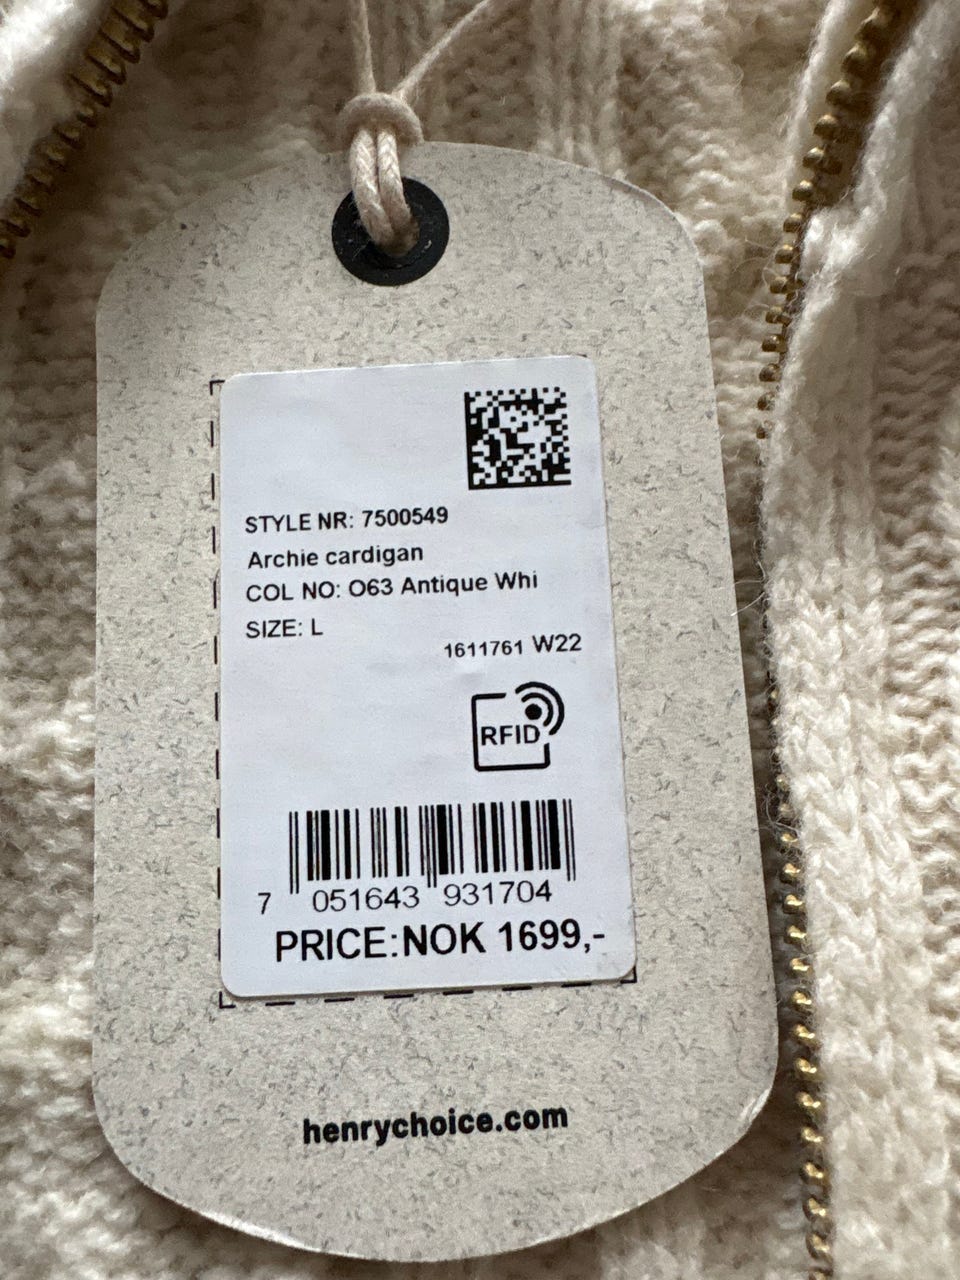 STYLE NR: 7500549
Archie cardigan
COL NO: O63 Antique Whi
SIZE: L
1611761 W22
RFID
7 051643 931704
PRICE:NOK 1699,-
henrychoice.com